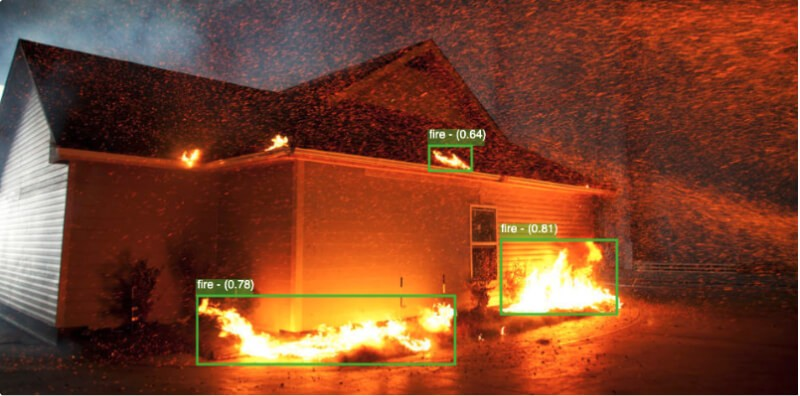 fire - (0.64)
fire - (0.81)
fire - (0.78)